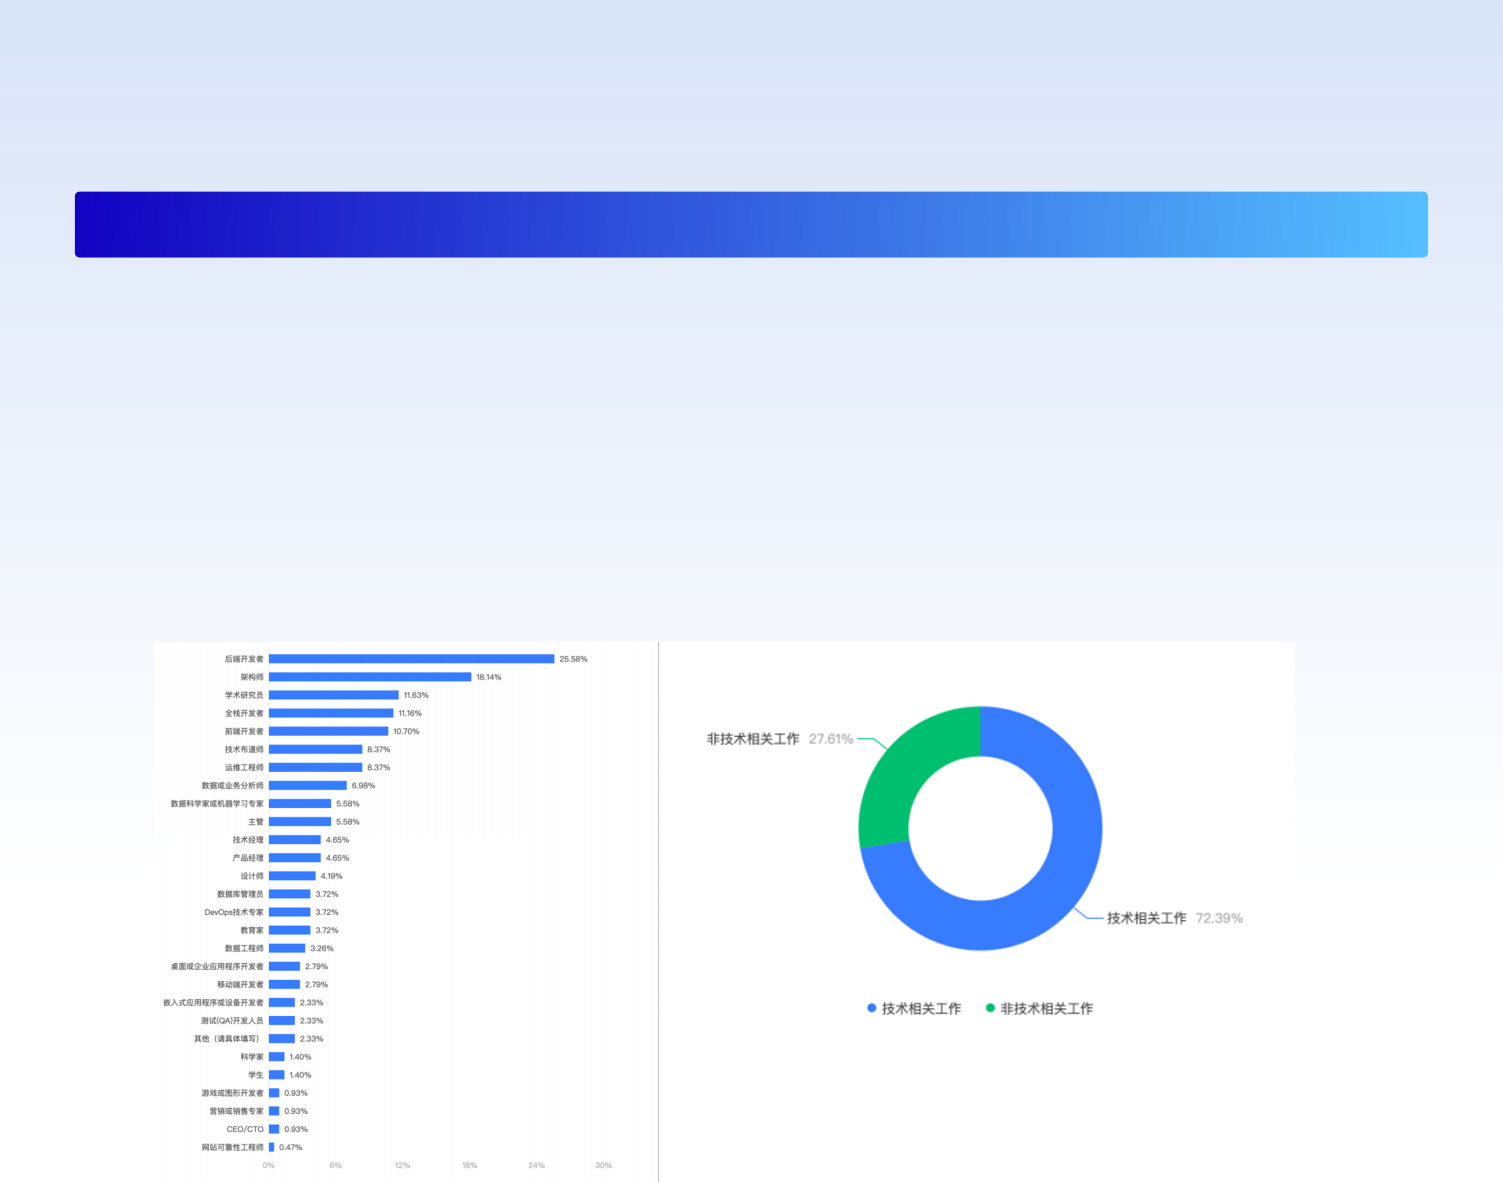 后端开发者 25.58%
架构师 18.14%
学术研究员 11.63%
全栈开发者 11.16%
前端开发者 10.70%
技术布道师 8.37%
运维工程师 8.37%
数据或业务分析师 6.98%
数据科学家或机器学习专家 5.58%
主管 5.58%
技术经理 4.65%
产品经理 4.65%
设计师 4.19%
数据库管理员 3.72%
DevOps技术专家 3.72%
教育家 3.72%
数据工程师 3.26%
桌面或企业应用程序开发者 2.79%
移动端开发者 2.79%
嵌入式应用程序或设备开发者 2.33%
测试(QA)开发人员 2.33%
其他（请具体填写） 2.33%
科学家 1.40%
学生 1.40%
游戏或图形开发者 0.93%
营销或销售专家 0.93%
CEO/CTO 0.93%
网站可靠性工程师 0.47%
0% 6% 12% 18% 24% 30%
非技术相关工作 27.61%
技术相关工作 72.39%
技术相关工作 非技术相关工作